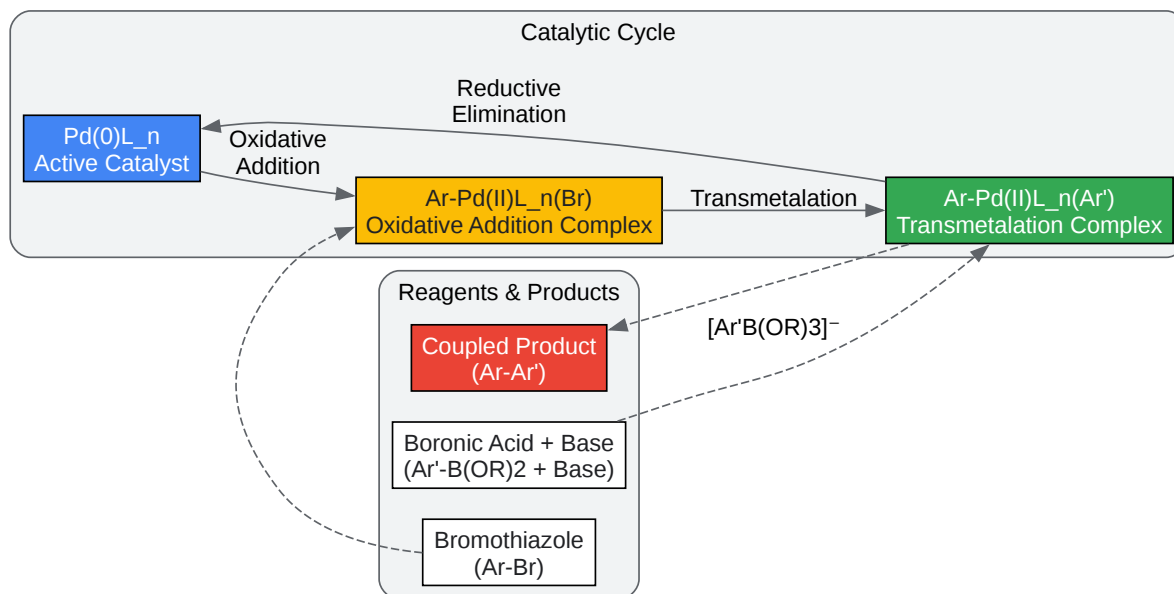 Catalytic Cycle
Reductive
Elimination
Pd(0)L_n
Active Catalyst
Oxidative
Addition
Ar-Pd(II)L_n(Br)
Oxidative Addition Complex
Transmetalation
Ar-Pd(II)L_n(Ar')
Transmetalation Complex
Reagents & Products
Coupled Product
(Ar-Ar')
[Ar'B(OR)3]⁻
Boronic Acid + Base
(Ar'-B(OR)2 + Base)
Bromothiazole
(Ar-Br)